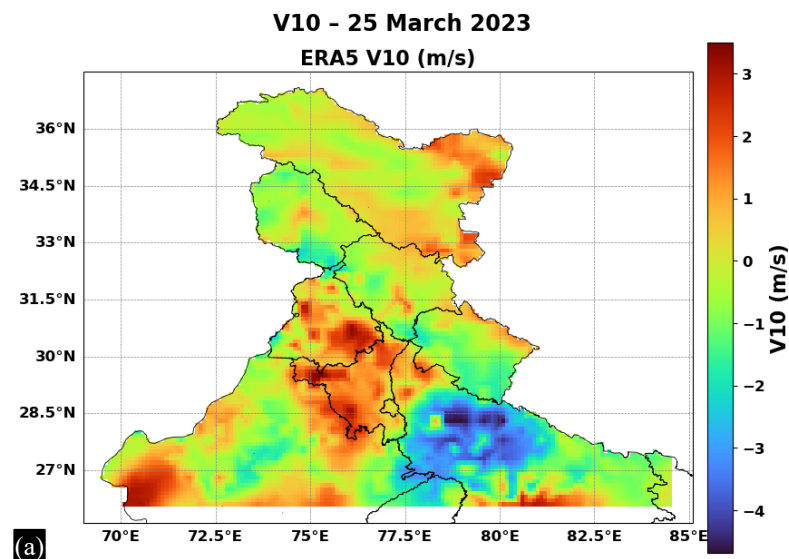 V10 – 25 March 2023
ERA5 V10 (m/s)
36°N
34.5°N
33°N
31.5°N
30°N
28.5°N
27°N
70°E
72.5°E
75°E
77.5°E
80°E
82.5°E
85°E
3
2
1
0
−1
−2
−3
−4
V10 (m/s)
(a)